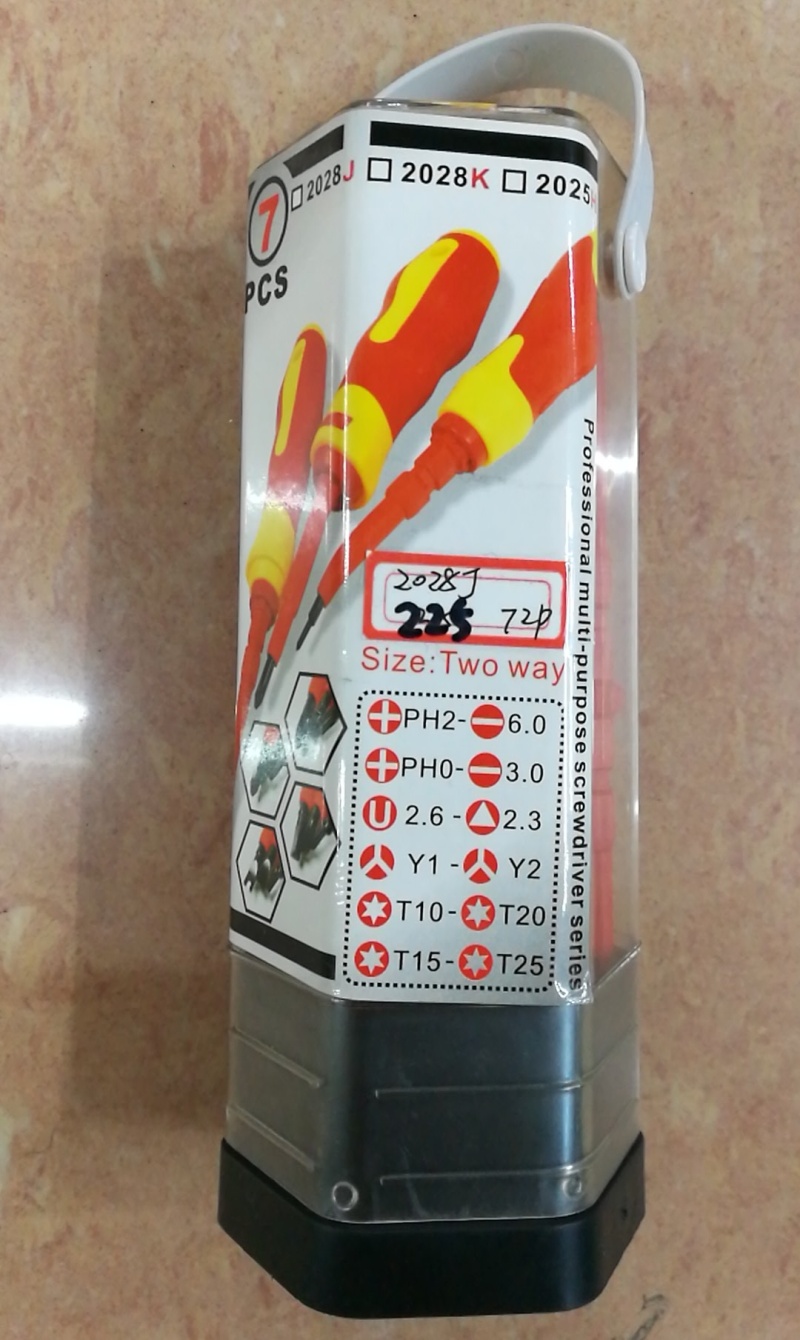 7
PCS
2028J
2028K
2025
2028J
225 72P
Size:Two way
PH2-6.0
PH0-3.0
U 2.6-2.3
Y1-Y2
T10-T20
T15-T25
Professional multi-purpose screwdriver series